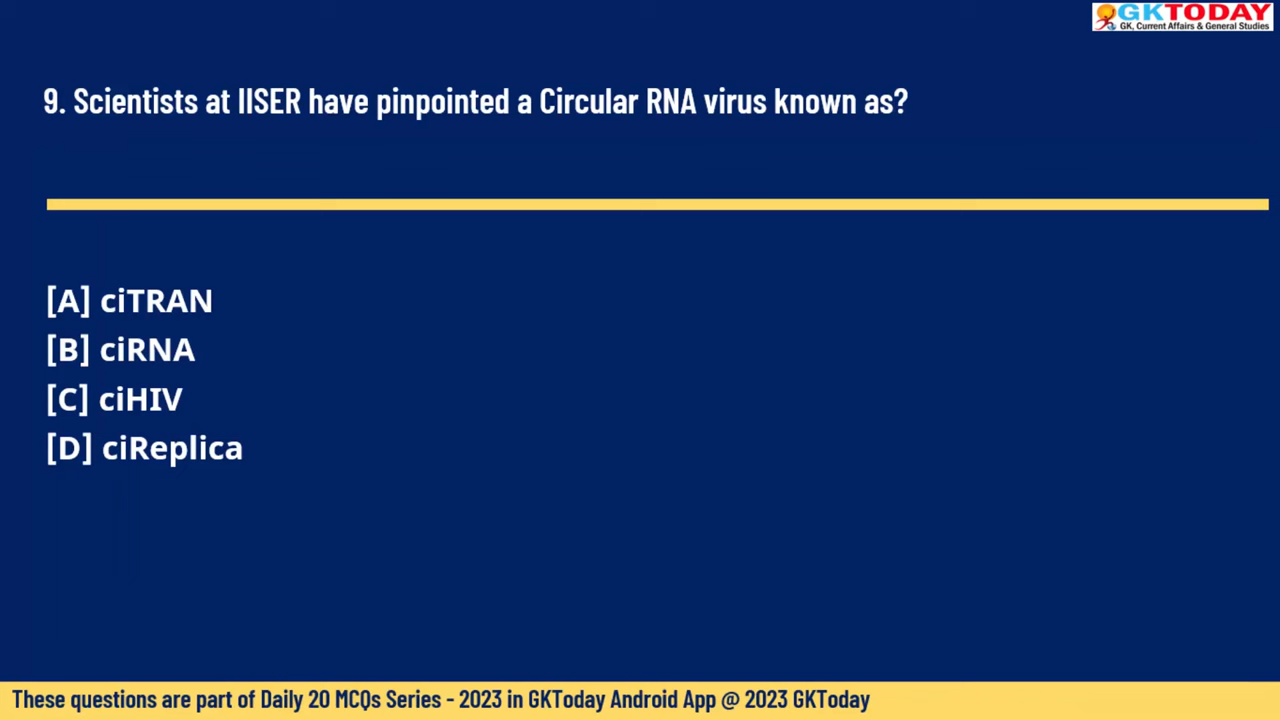 GKTODAY
GK, Current Affairs & General Studies
9. Scientists at IISER have pinpointed a Circular RNA virus known as?
[A] ciTRAN
[B] ciRNA
[C] ciHIV
[D] ciReplica
These questions are part of Daily 20 MCQs Series - 2023 in GKToday Android App @ 2023 GKToday